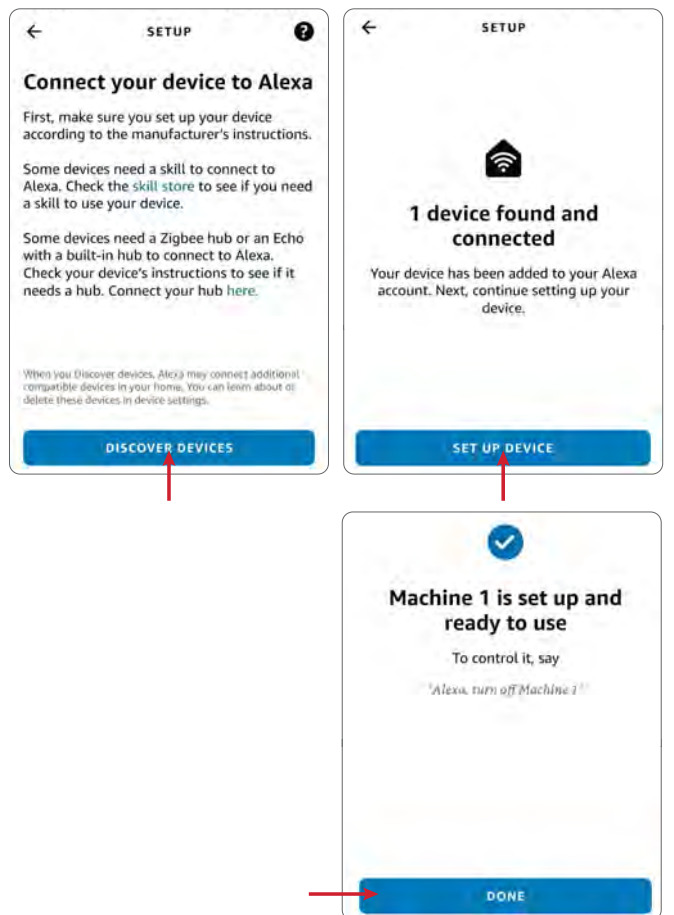 SETUP
?
Connect your device to Alexa
First, make sure you set up your device
according to the manufacturer's instructions.
Some devices need a skill to connect to
Alexa. Check the skill store to see if you need
a skill to use your device.
Some devices need a Zigbee hub or an Echo
with a built-in hub to connect to Alexa.
Check your device's instructions to see if it
needs a hub. Connect your hub here.
When you Discover devices, Alexa may connect additional
compatible devices in your home. You can learn about or
delete these devices in device settings.
DISCOVER DEVICES
SETUP
1 device found and
connected
Your device has been added to your Alexa
account. Next, continue setting up your
device.
SET UP DEVICE
Machine 1 is set up and
ready to use
To control it, say
"Alexa, turn off Machine 1"
DONE